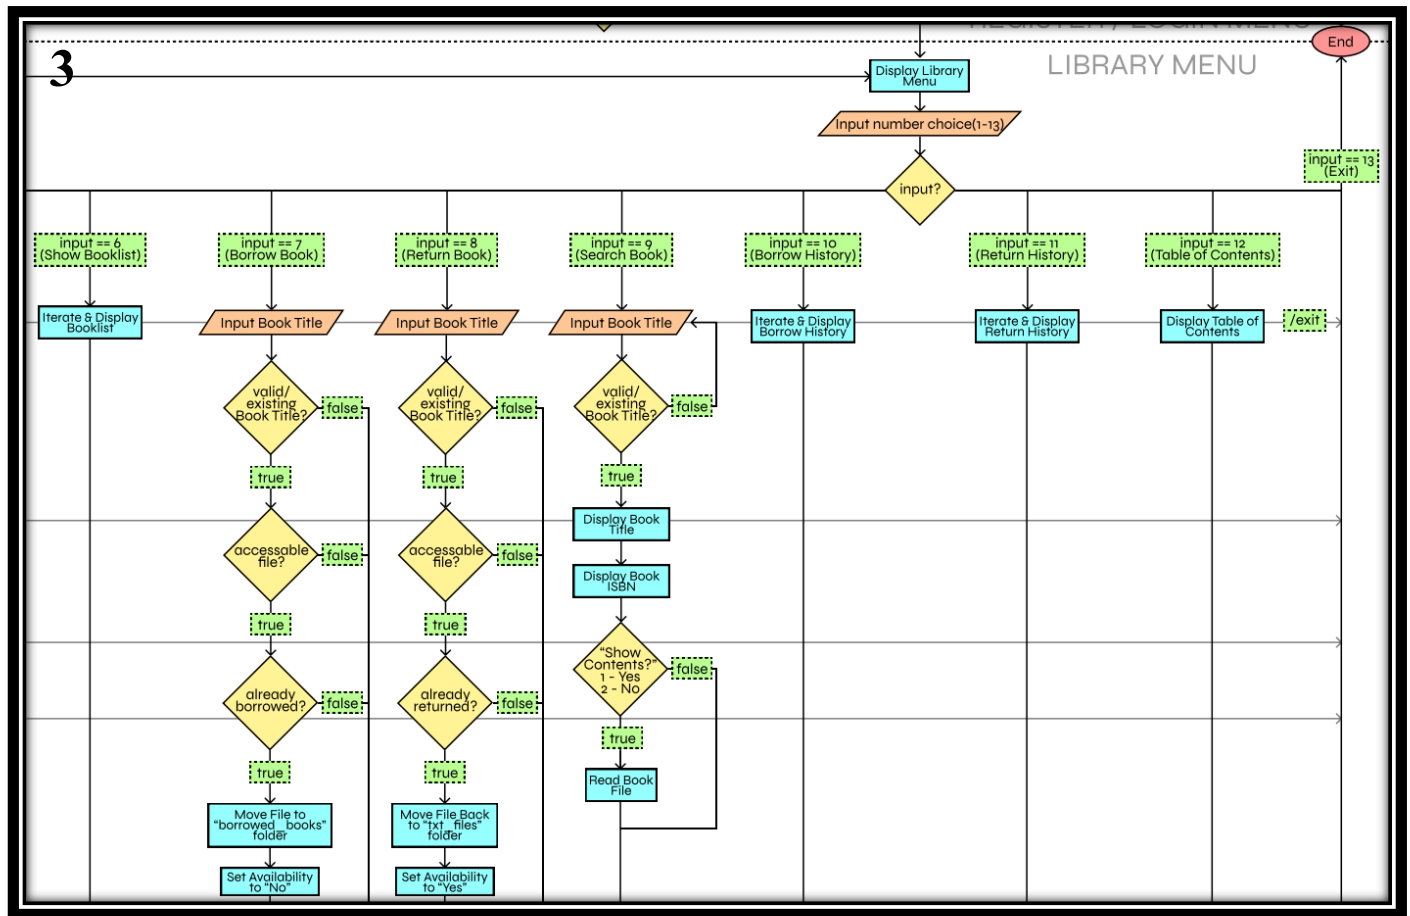 REGISTER / LOGIN MENU
End
3
LIBRARY MENU
Display Library
Menu
Input number choice(1-13)
input == 13
(Exit)
input?
input == 6
(Show Booklist)
input == 7
(Borrow Book)
input == 8
(Return Book)
input == 9
(Search Book)
input == 10
(Borrow History)
input == 11
(Return History)
input == 12
(Table of Contents)
Iterate & Display
Booklist
Input Book Title
Input Book Title
Input Book Title
Iterate & Display
Borrow History
Iterate & Display
Return History
Display Table of
Contents
/exit
valid/
existing
Book Title?
false
valid/
existing
Book Title?
false
valid/
existing
Book Title?
false
true
true
true
accessable
file?
false
accessable
file?
false
Display Book
Title
Display Book
ISBN
true
true
"Show
Contents?"
1 - Yes
2 - No
false
already
borrowed?
false
already
returned?
false
true
true
true
Read Book
File
Move File to
"borrowed_books"
folder
Move File Back
to "txt_files"
folder
Set Availability
to "No"
Set Availability
to "Yes"